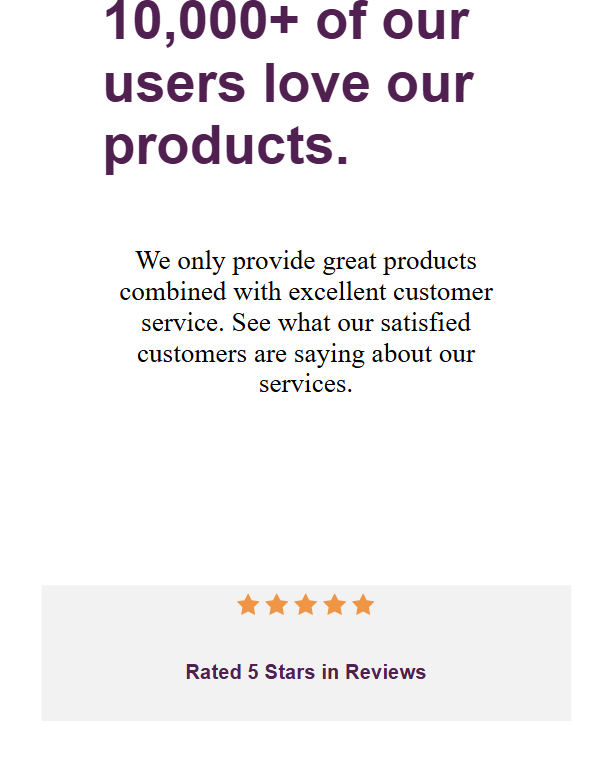 10,000+ of our
users love our
products.
We only provide great products
combined with excellent customer
service. See what our satisfied
customers are saying about our
services.
Rated 5 Stars in Reviews